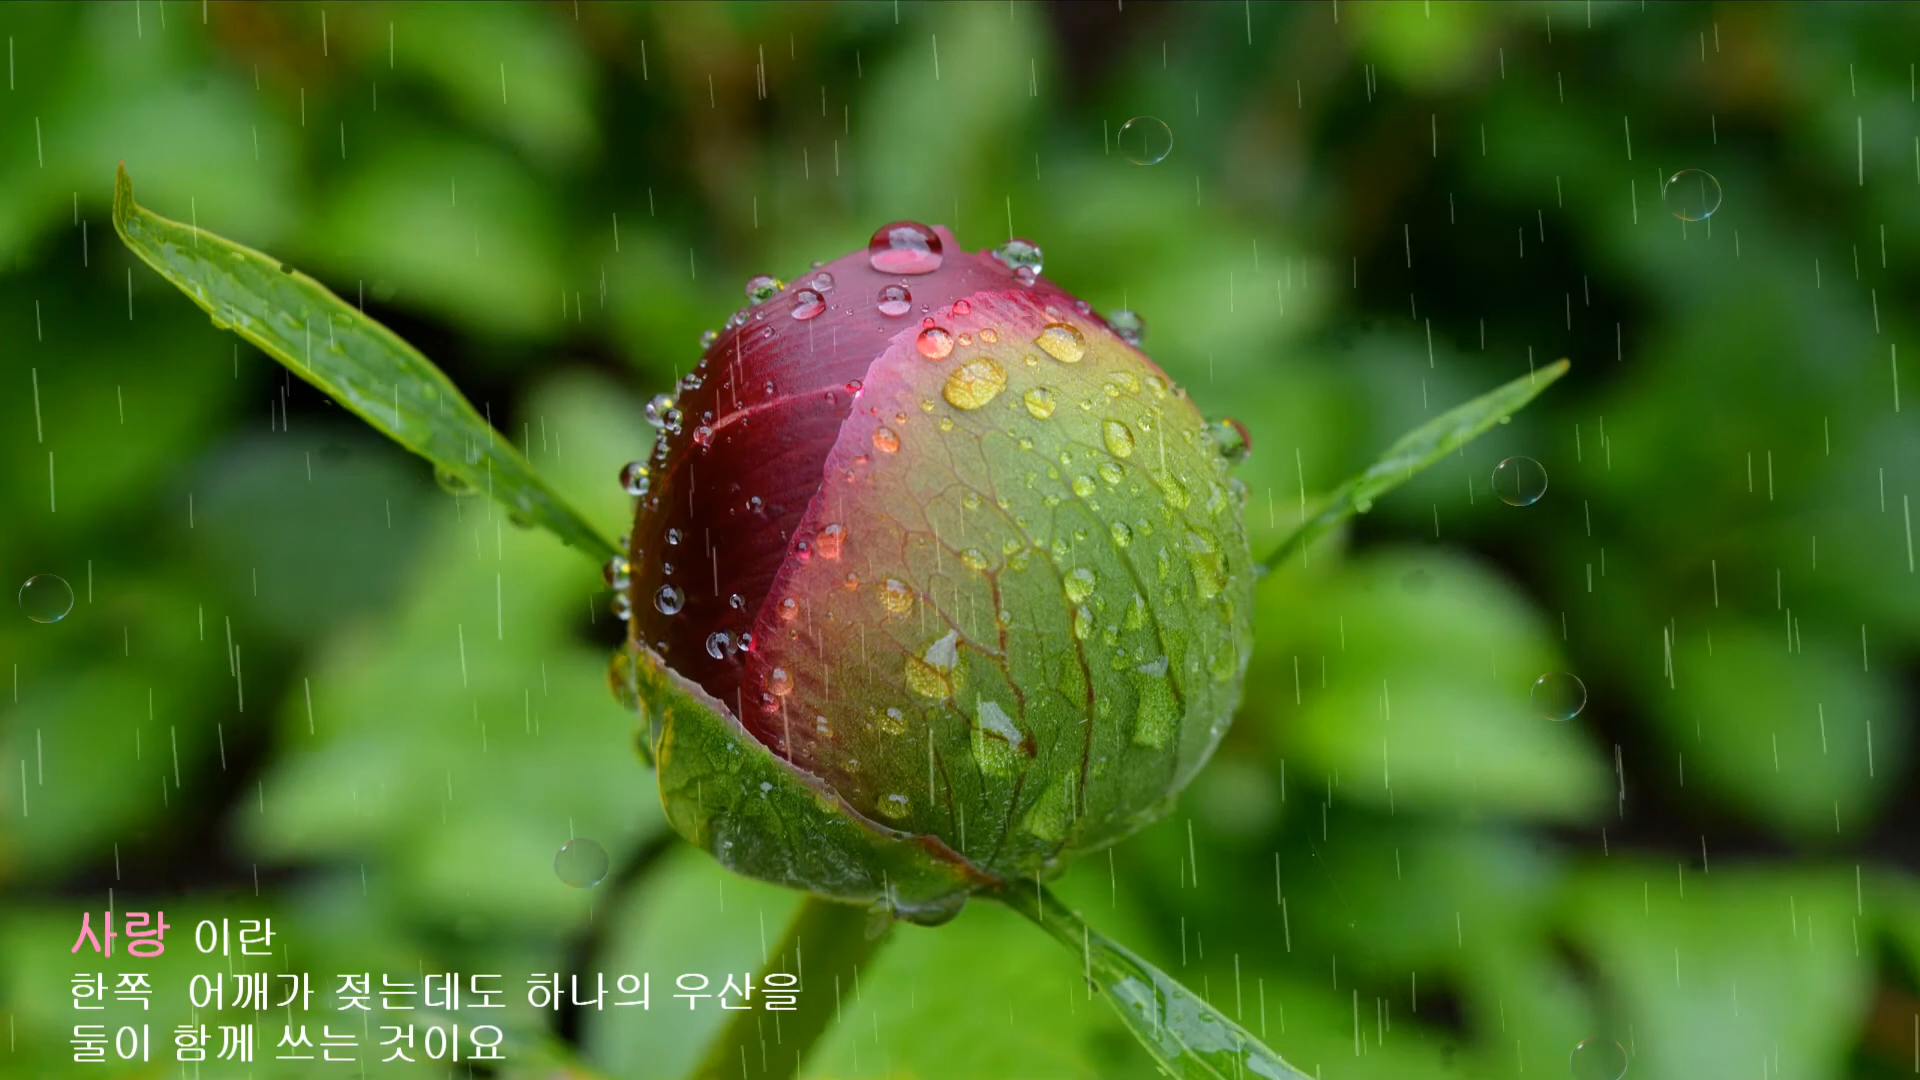 사랑 이란
한쪽 어깨가 젖는데도 하나의 우산을
둘이 함께 쓰는 것이요